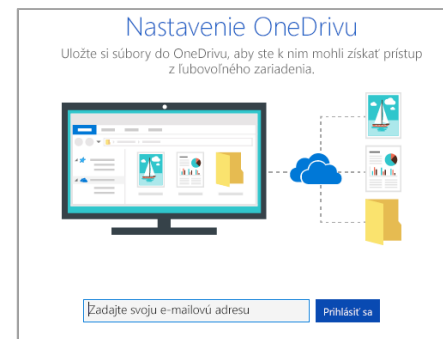 Nastavenie OneDrivu
Uložte si súbory do OneDrivu, aby ste k nim mohli získať prístup
z ľubovoľného zariadenia.
Zadajte svoju e-mailovú adresu
Prihlásiť sa